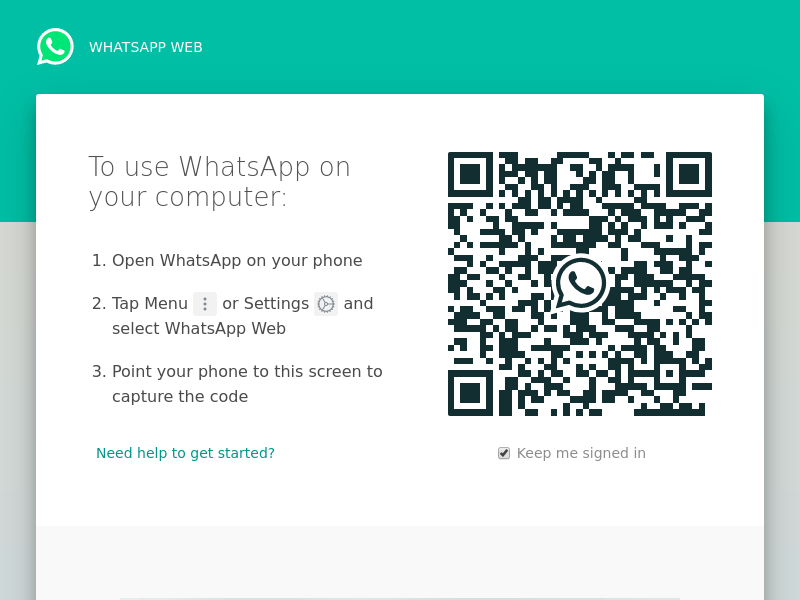 WHATSAPP WEB
To use WhatsApp on
your computer:
1. Open WhatsApp on your phone
2. Tap Menu or Settings and
select WhatsApp Web
3. Point your phone to this screen to
capture the code
Need help to get started?
Keep me signed in